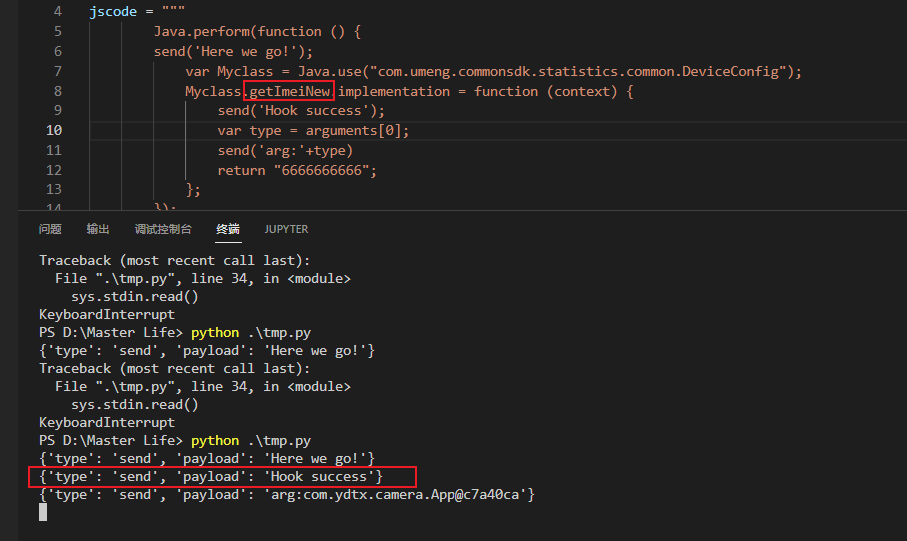 4 jscode = """
5 Java.perform(function () {
6 send('Here we go!');
7 var Myclass = Java.use("com.umeng.commonsdk.statistics.common.DeviceConfig");
8 Myclass.getImeiNew.implementation = function (context) {
9 send('Hook success');
10 var type = arguments[0];
11 send('arg:'+type)
12 return "6666666666";
13 };
14 });
问题 输出 调试控制台 终端 JUPYTER
Traceback (most recent call last):
File ".\tmp.py", line 34, in <module>
sys.stdin.read()
KeyboardInterrupt
PS D:\Master Life> python .\tmp.py
{'type': 'send', 'payload': 'Here we go!'}
Traceback (most recent call last):
File ".\tmp.py", line 34, in <module>
sys.stdin.read()
KeyboardInterrupt
PS D:\Master Life> python .\tmp.py
{'type': 'send', 'payload': 'Here we go!'}
{'type': 'send', 'payload': 'Hook success'}
{'type': 'send', 'payload': 'arg:com.ydtx.camera.App@c7a40ca'}